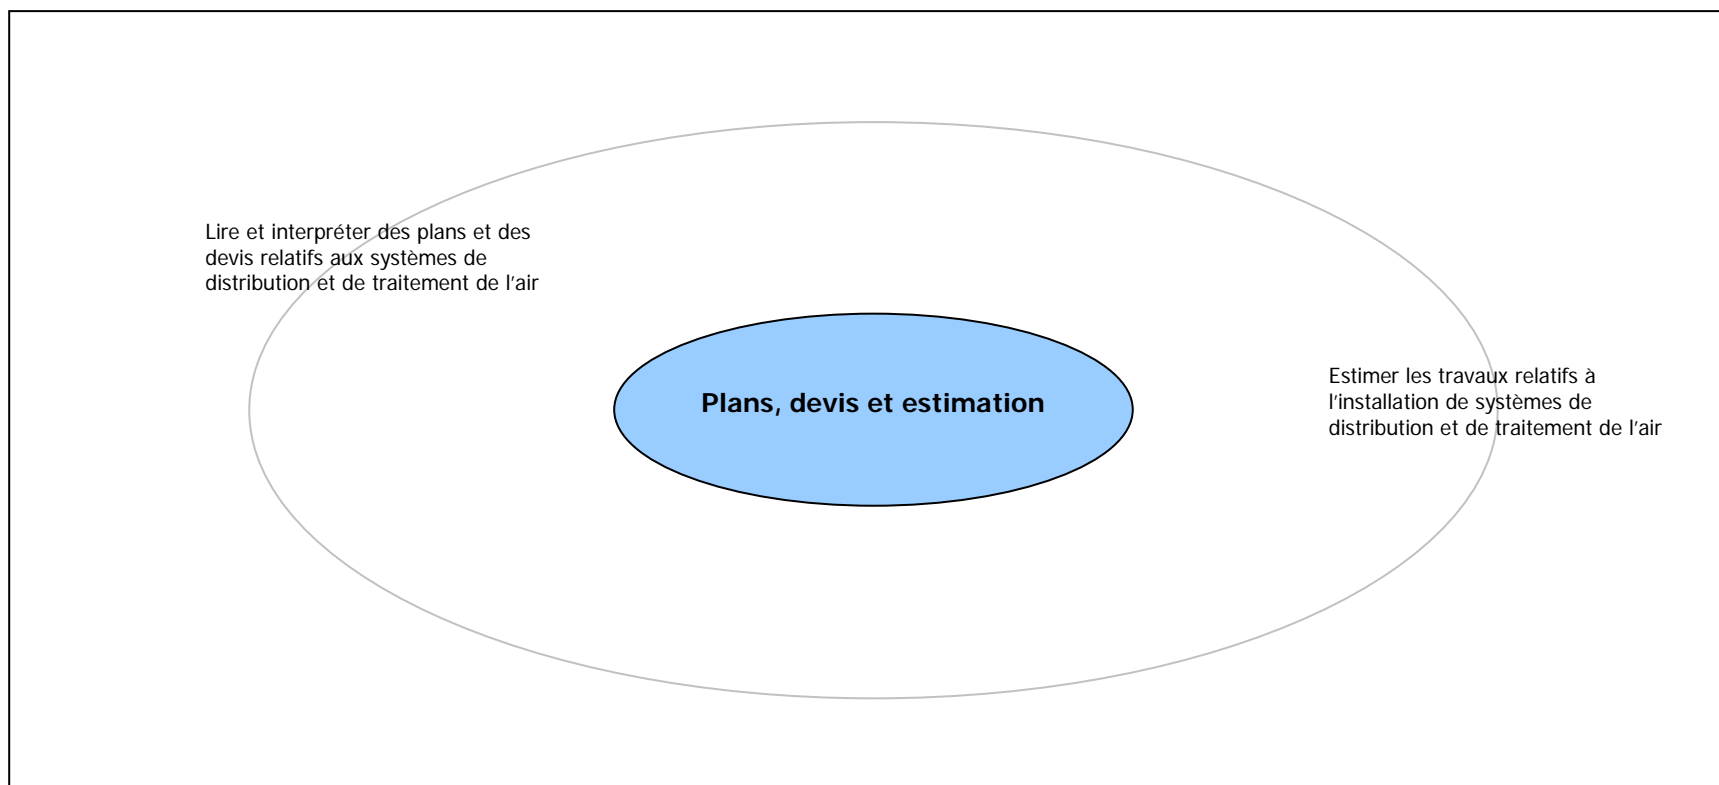 Lire et interpréter des plans et des
devis relatifs aux systèmes de
distribution et de traitement de l'air
Plans, devis et estimation
Estimer les travaux relatifs à
l'installation de systèmes de
distribution et de traitement de l'air